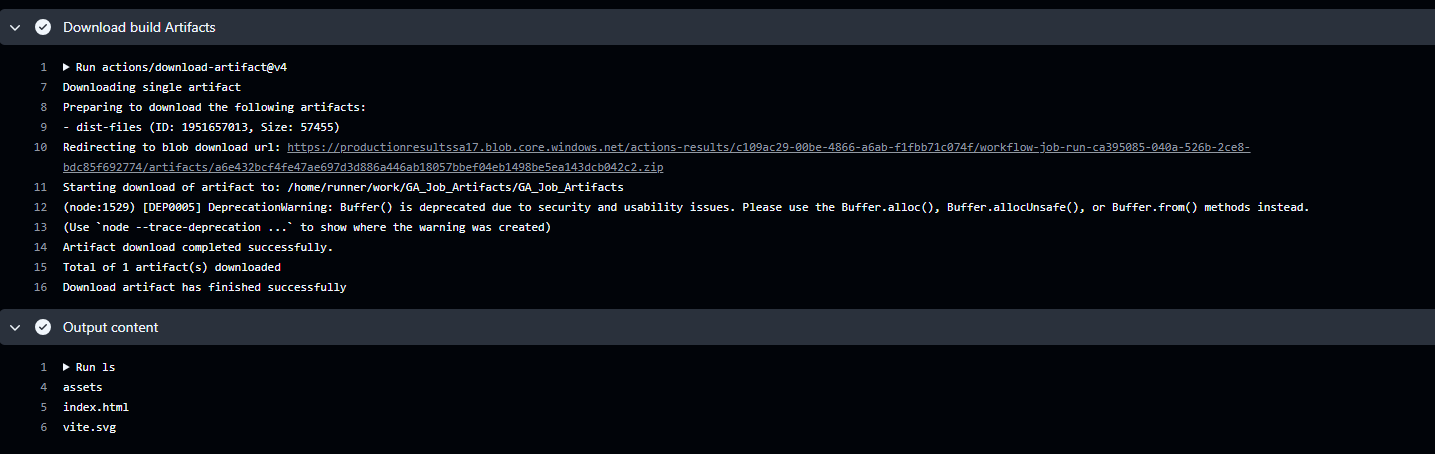 Download build Artifacts
1 Run actions/download-artifact@v4
7 Downloading single artifact
8 Preparing to download the following artifacts:
9 - dist-files (ID: 1951657013, Size: 57455)
10 Redirecting to blob download url: https://productionresultssa17.blob.core.windows.net/actions-results/c109ac29-00be-4866-a6ab-f1fbb71c074f/workflow-job-run-ca395085-040a-526b-2ce8-
bdc85f692774/artifacts/a6e432bcf4fe47ae697d3d886a446ab18057bbef04eb1498be5ea143dcb042c2.zip
11 Starting download of artifact to: /home/runner/work/GA_Job_Artifacts/GA_Job_Artifacts
12 (node:1529) [DEP0005] DeprecationWarning: Buffer() is deprecated due to security and usability issues. Please use the Buffer.alloc(), Buffer.allocUnsafe(), or Buffer.from() methods instead.
13 (Use `node --trace-deprecation ...` to show where the warning was created)
14 Artifact download completed successfully.
15 Total of 1 artifact(s) downloaded
16 Download artifact has finished successfully
Output content
1 Run ls
4 assets
5 index.html
6 vite.svg